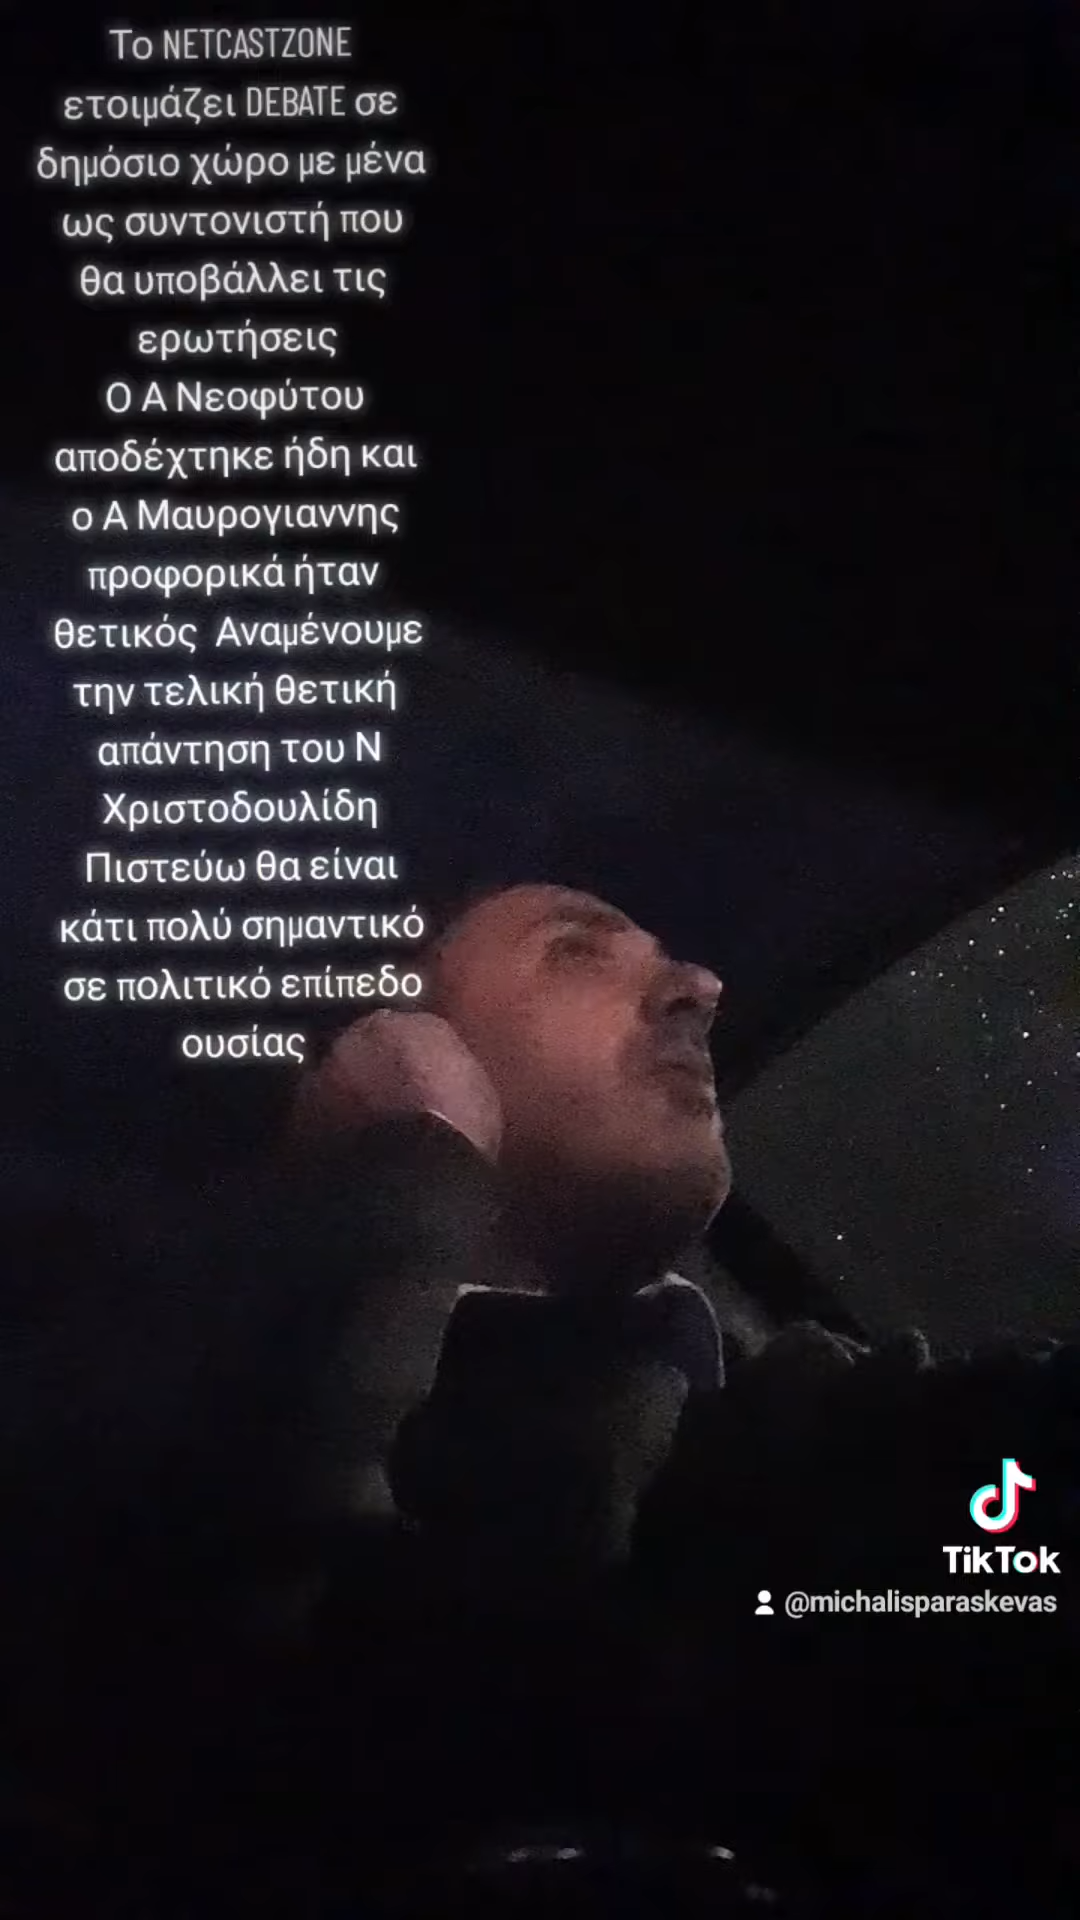 Το NETCASTZONE
ετοιμάζει DEBATE σε
δημόσιο χώρο με μένα
ως συντονιστή που
θα υποβάλλει τις
ερωτήσεις
Ο Α Νεοφύτου
αποδέχτηκε ήδη και
ο Α Μαυρογιαννης
προφορικά ήταν
θετικός Αναμένουμε
την τελική θετική
απάντηση του Ν
Χριστοδουλίδη
Πιστεύω θα είναι
κάτι πολύ σημαντικό
σε πολιτικό επίπεδο
ουσίας
TikTok
@michalisparaskevas